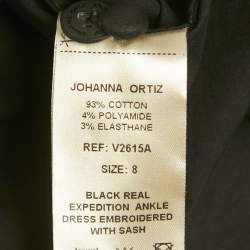 JOHANNA ORTIZ
93% COTTON
4% POLYAMIDE
3% ELASTHANE
REF: V2615A
SIZE: 8
BLACK REAL
EXPEDITION ANKLE
DRESS EMBROIDERED
WITH SASH